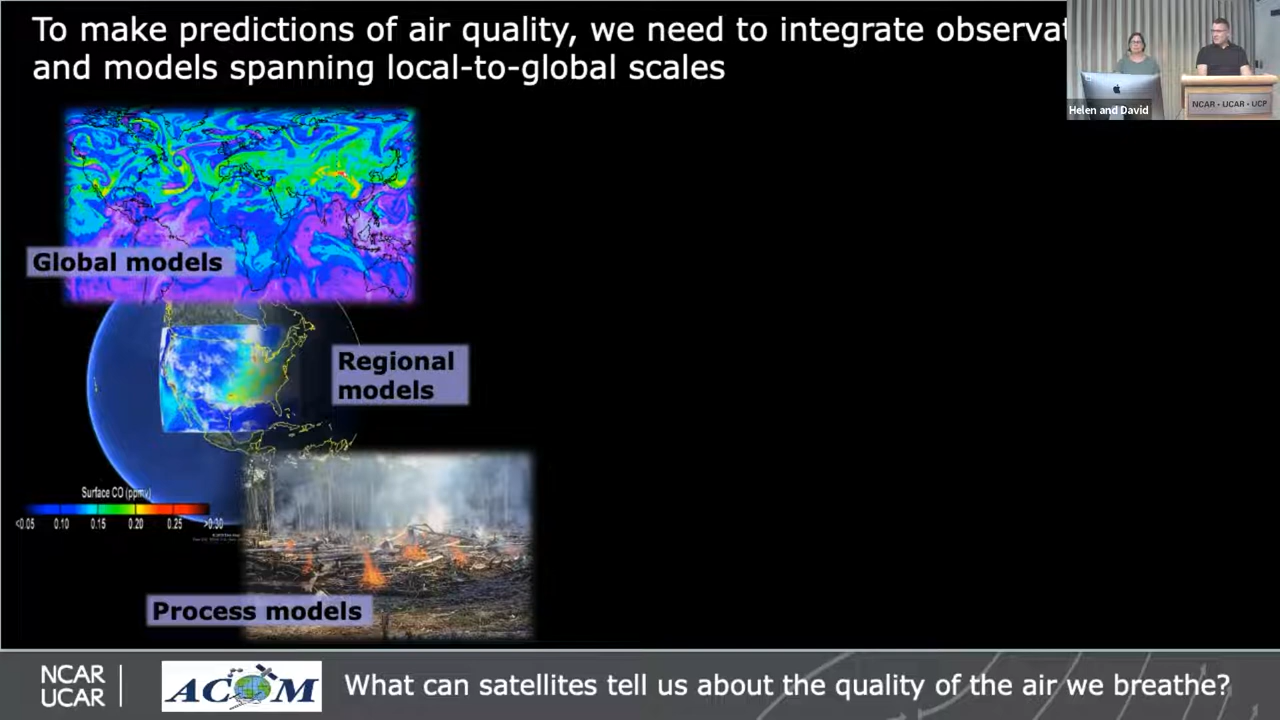 To make predictions of air quality, we need to integrate
and models spanning local-to-global scales
NCAR • UCAR • UCP
Helen and David
Global models
Regional
models
Surface CO (ppmv)
<0.05 0.10 0.15 0.20 0.25 >0.30
Process models
NCAR
UCAR
ACOM
What can satellites tell us about the quality of the air we breathe?